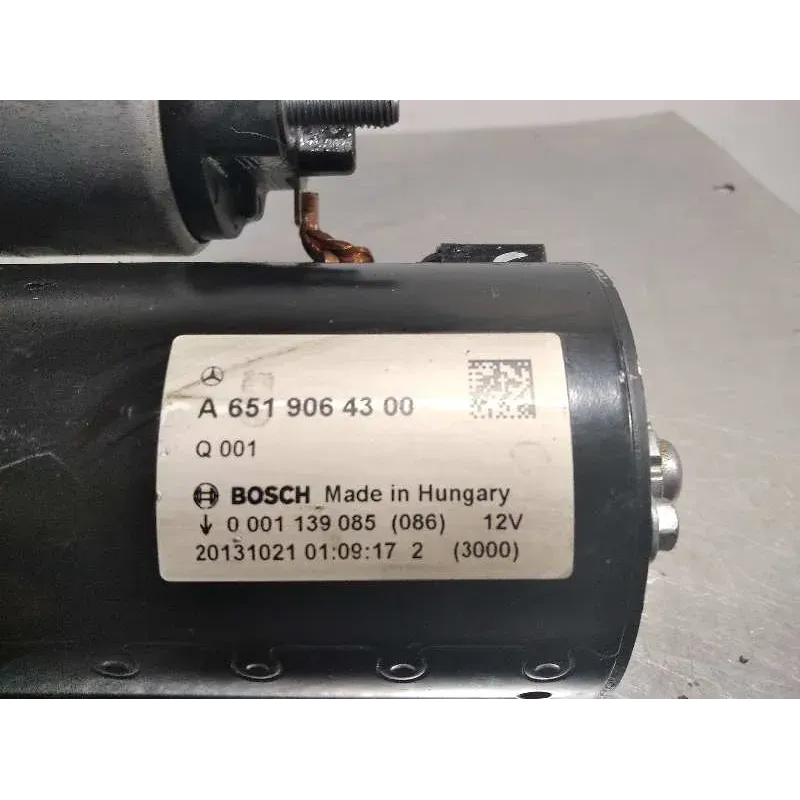 A 651 906 43 00
Q 001
BOSCH Made in Hungary
↓ 0 001 139 085 (086) 12V
20131021 01:09:17 2 (3000)